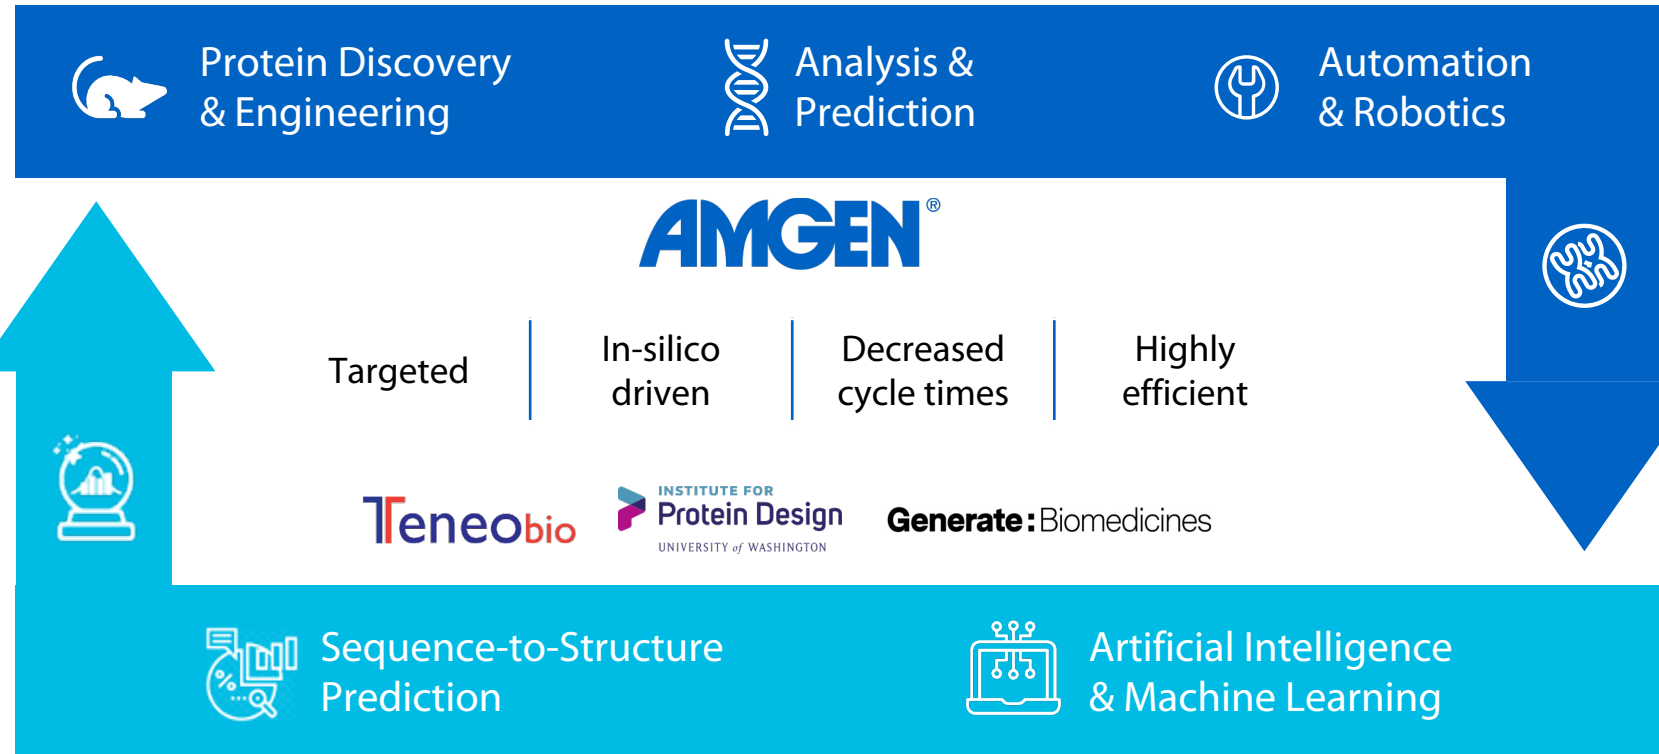 Protein Discovery
& Engineering
Analysis &
Prediction
Automation
& Robotics
AMGEN®
Targeted
In-silico
driven
Decreased
cycle times
Highly
efficient
Teneobio
INSTITUTE FOR
Protein Design
UNIVERSITY of WASHINGTON
Generate:Biomedicines
%
Sequence-to-Structure
Prediction
Artificial Intelligence
& Machine Learning